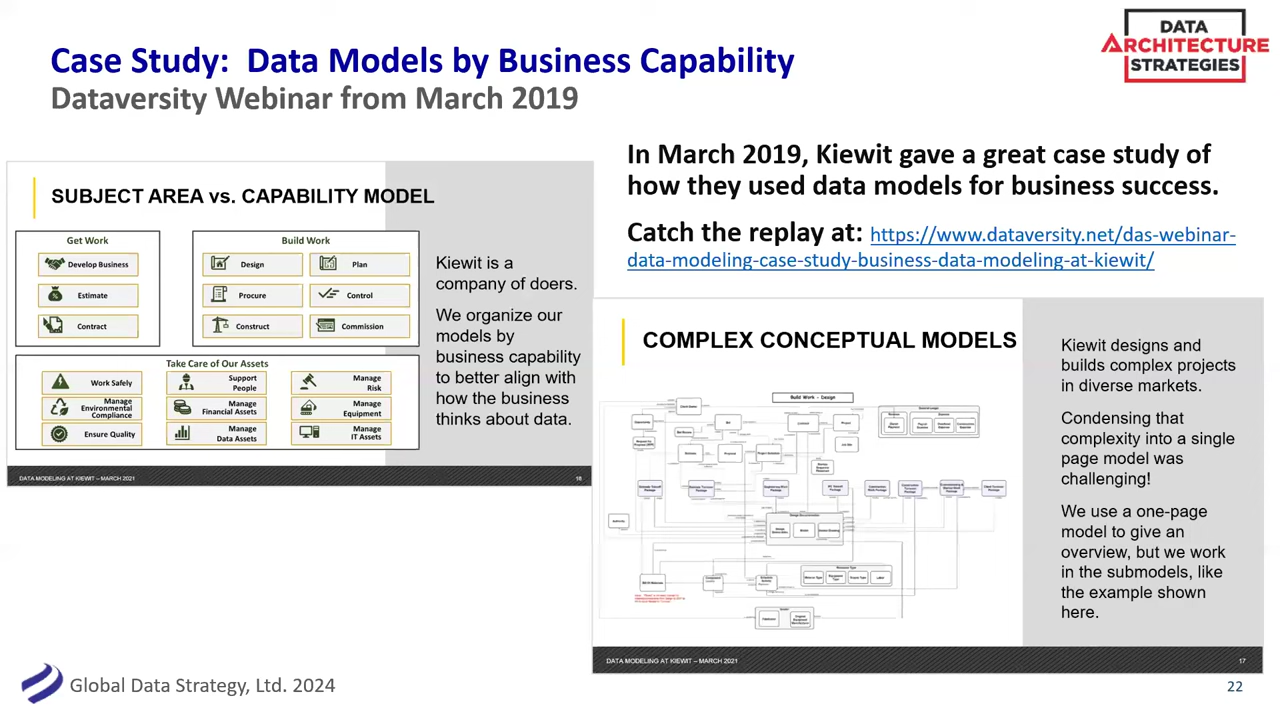 Case Study:  Data Models by Business Capability
Dataversity Webinar from March 2019
DATA
ARCHITECTURE
STRATEGIES
SUBJECT AREA vs. CAPABILITY MODEL
Get Work
Develop Business
Estimate
Contract
Build Work
Design
Plan
Procure
Control
Construct
Commission
Take Care of Our Assets
Work Safely
Support
People
Manage
Risk
Manage
Environmental
Compliance
Manage
Financial Assets
Manage
Equipment
Ensure Quality
Manage
Data Assets
Manage
IT Assets
Kiewit is a
company of doers.
We organize our
models by
business capability
to better align with
how the business
thinks about data.
DATA MODELING AT KIEWIT – MARCH 2021
18
In March 2019, Kiewit gave a great case study of
how they used data models for business success.
Catch the replay at: https://www.dataversity.net/das-webinar-
data-modeling-case-study-business-data-modeling-at-kiewit/
COMPLEX CONCEPTUAL MODELS
Build Work - Design
Kiewit designs and
builds complex projects
in diverse markets.
Condensing that
complexity into a single
page model was
challenging!
We use a one-page
model to give an
overview, but we work
in the submodels, like
the example shown
here.
DATA MODELING AT KIEWIT – MARCH 2021
17
Global Data Strategy, Ltd. 2024
22